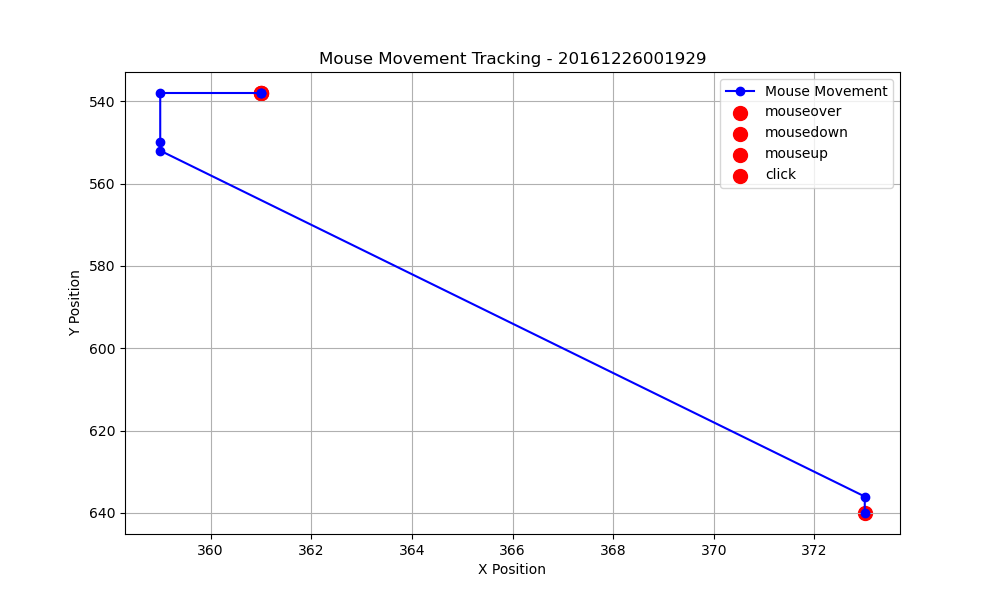 Mouse Movement Tracking - 20161226001929
Mouse Movement
mouseover
mousedown
mouseup
click
Y Position
540
560
580
600
620
640
360 362 364 366 368 370 372
X Position